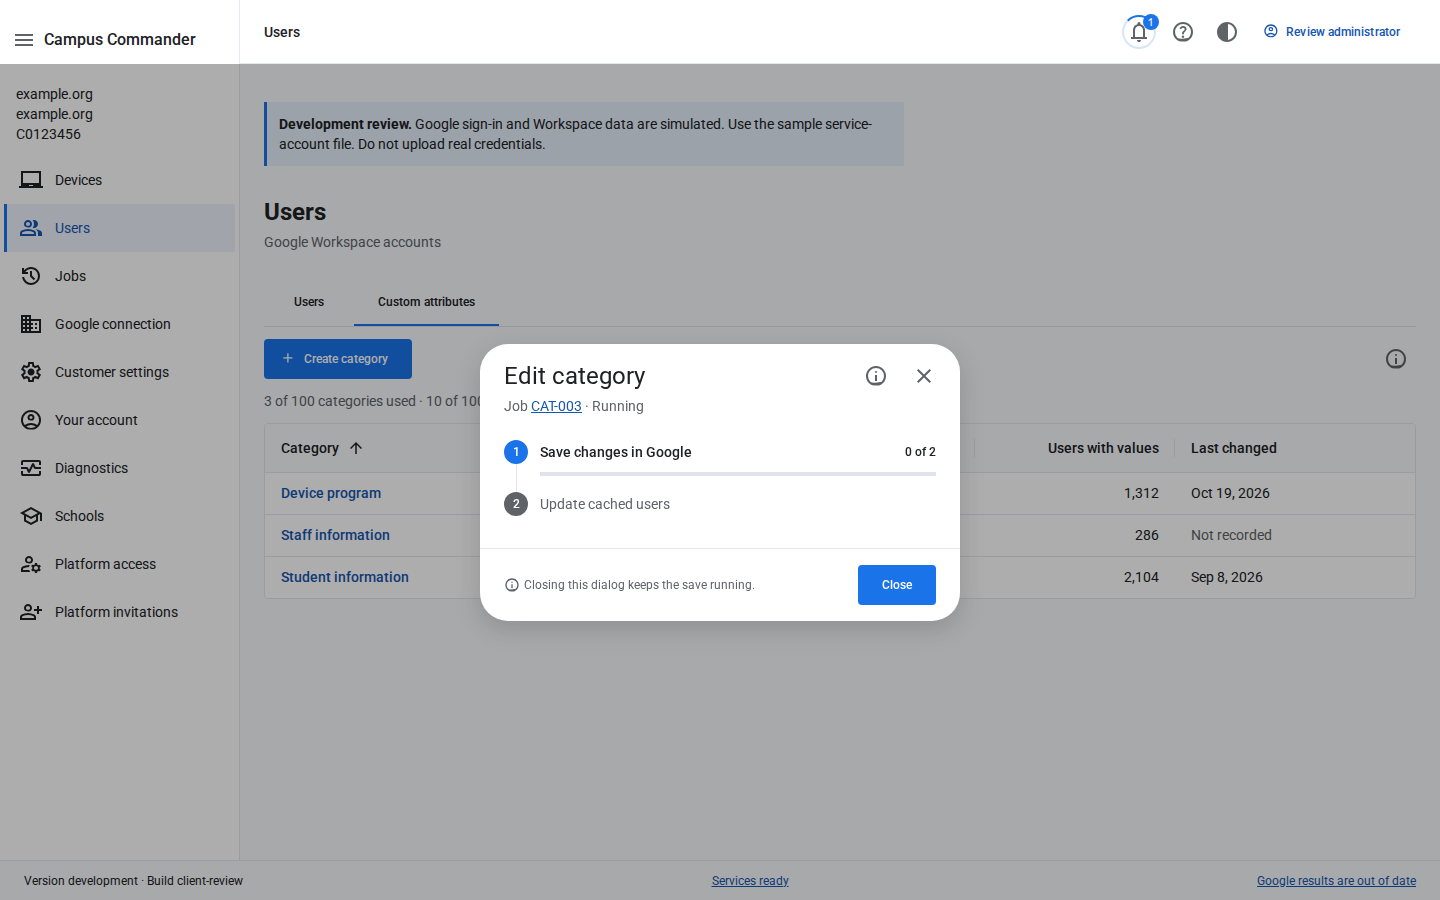 Campus Commander
Users
1
Review administrator
example.org
example.org
C0123456
Devices
Users
Jobs
Google connection
Customer settings
Your account
Diagnostics
Schools
Platform access
Platform invitations
Development review. Google sign-in and Workspace data are simulated. Use the sample service-
account file. Do not upload real credentials.
Users
Google Workspace accounts
Users
Custom attributes
Create category
3 of 100 categories used · 10 of 100
Category
Users with values
Last changed
Device program
1,312
Oct 19, 2026
Staff information
286
Not recorded
Student information
2,104
Sep 8, 2026
Edit category
Job CAT-003 · Running
1
Save changes in Google
0 of 2
2
Update cached users
Closing this dialog keeps the save running.
Close
Version development · Build client-review
Services ready
Google results are out of date